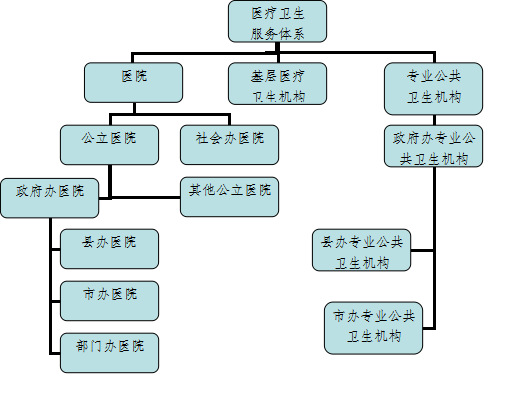 医疗卫生
服务体系
医院
基层医疗
卫生机构
专业公共
卫生机构
公立医院
社会办医院
政府办专业公
共卫生机构
政府办医院
其他公立医院
县办医院
县办专业公共
卫生机构
市办医院
市办专业公共
卫生机构
部门办医院